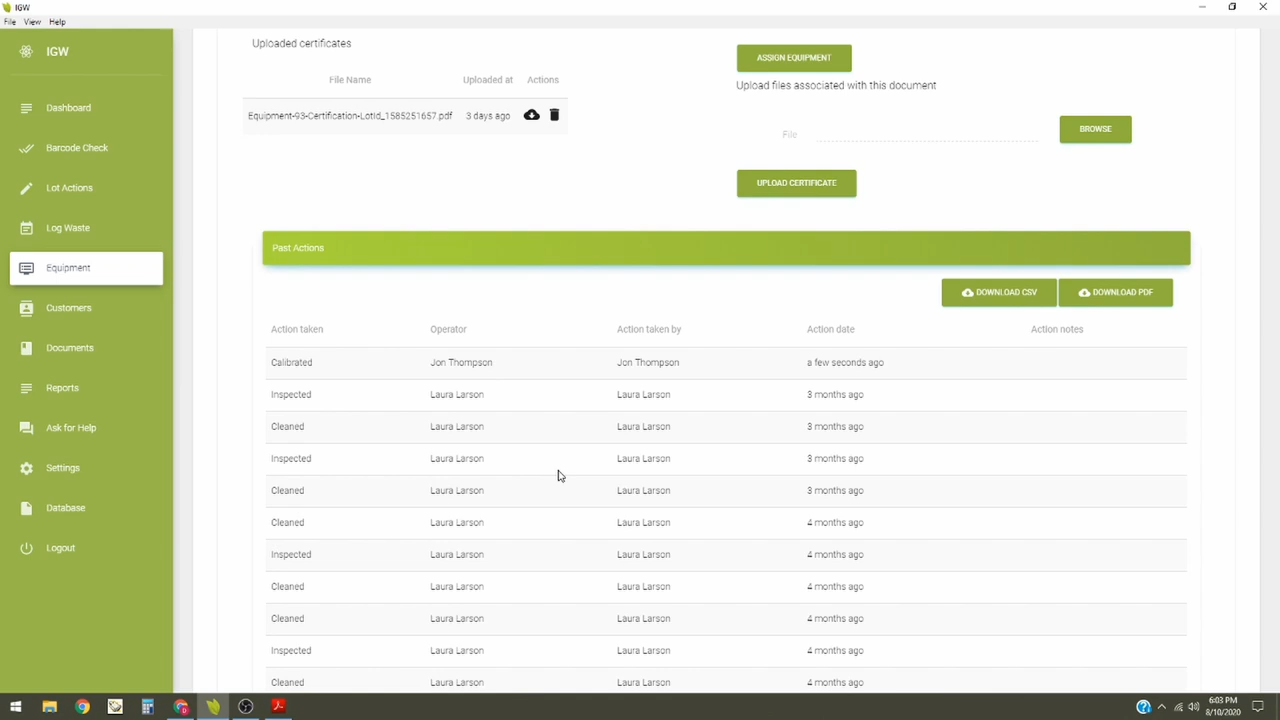 IGW
File View Help
IGW
Dashboard
Barcode Check
Lot Actions
Log Waste
Equipment
Customers
Documents
Reports
Ask for Help
Settings
Database
Logout
Uploaded certificates
File Name Uploaded at Actions
Equipment-93-Certification-LotId_1585251657.pdf 3 days ago
ASSIGN EQUIPMENT
Upload files associated with this document
File
BROWSE
UPLOAD CERTIFICATE
Past Actions
DOWNLOAD CSV DOWNLOAD PDF
Action taken Operator Action taken by Action date Action notes
Calibrated Jon Thompson Jon Thompson a few seconds ago
Inspected Laura Larson Laura Larson 3 months ago
Cleaned Laura Larson Laura Larson 3 months ago
Inspected Laura Larson Laura Larson 3 months ago
Cleaned Laura Larson Laura Larson 3 months ago
Cleaned Laura Larson Laura Larson 4 months ago
Inspected Laura Larson Laura Larson 4 months ago
Cleaned Laura Larson Laura Larson 4 months ago
Cleaned Laura Larson Laura Larson 4 months ago
Inspected Laura Larson Laura Larson 4 months ago
Cleaned Laura Larson Laura Larson 4 months ago
6:03 PM
8/10/2020